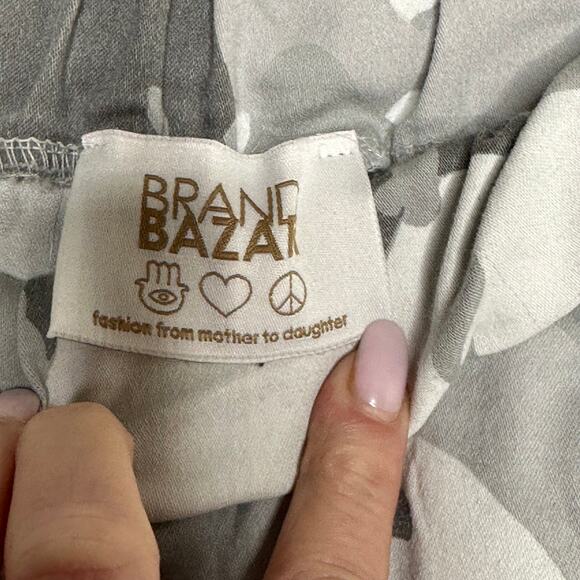 BRAND
BAZAR
fashion from mother to daughter